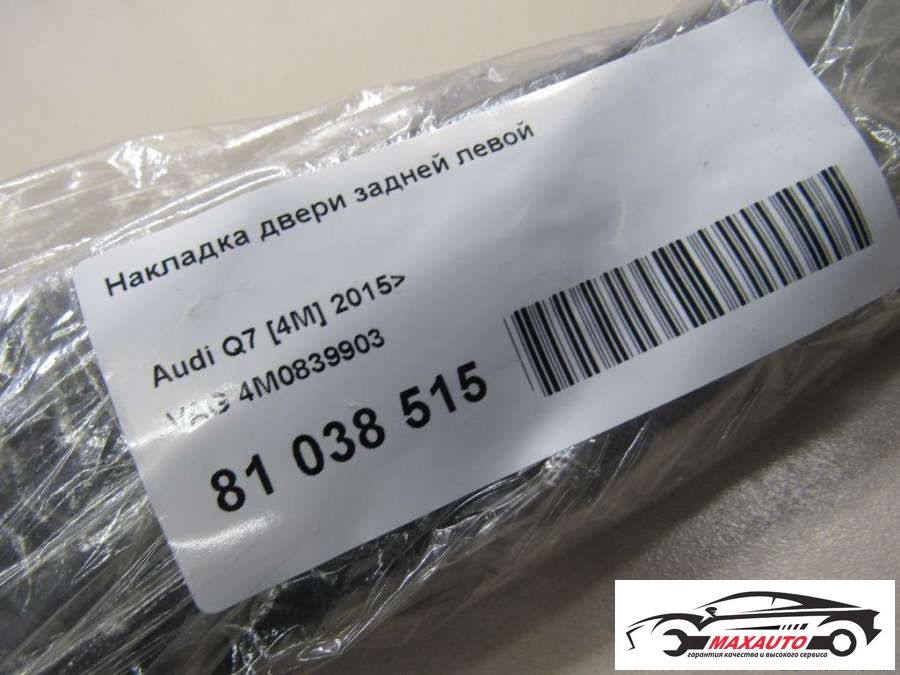 Накладка двери задней левой
Audi Q7 [4M] 2015>
VAG 4M0839903
81 038 515
MAXAUTO
гарантия качества и высокого сервиса